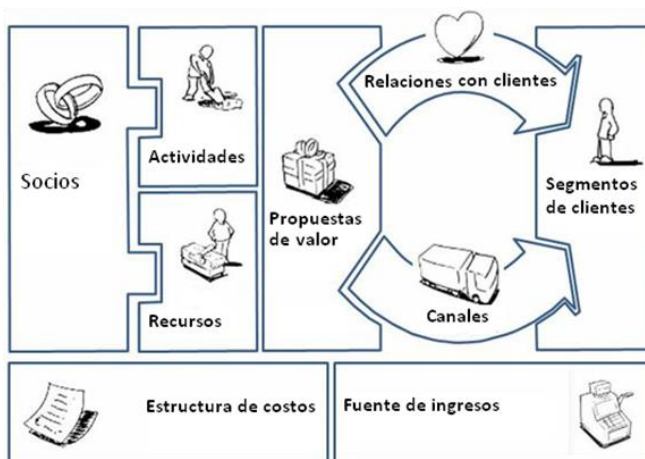 Socios
Actividades
Recursos
Propuestas
de valor
Relaciones con clientes
Canales
Segmentos
de clientes
Estructura de costos
Fuente de ingresos